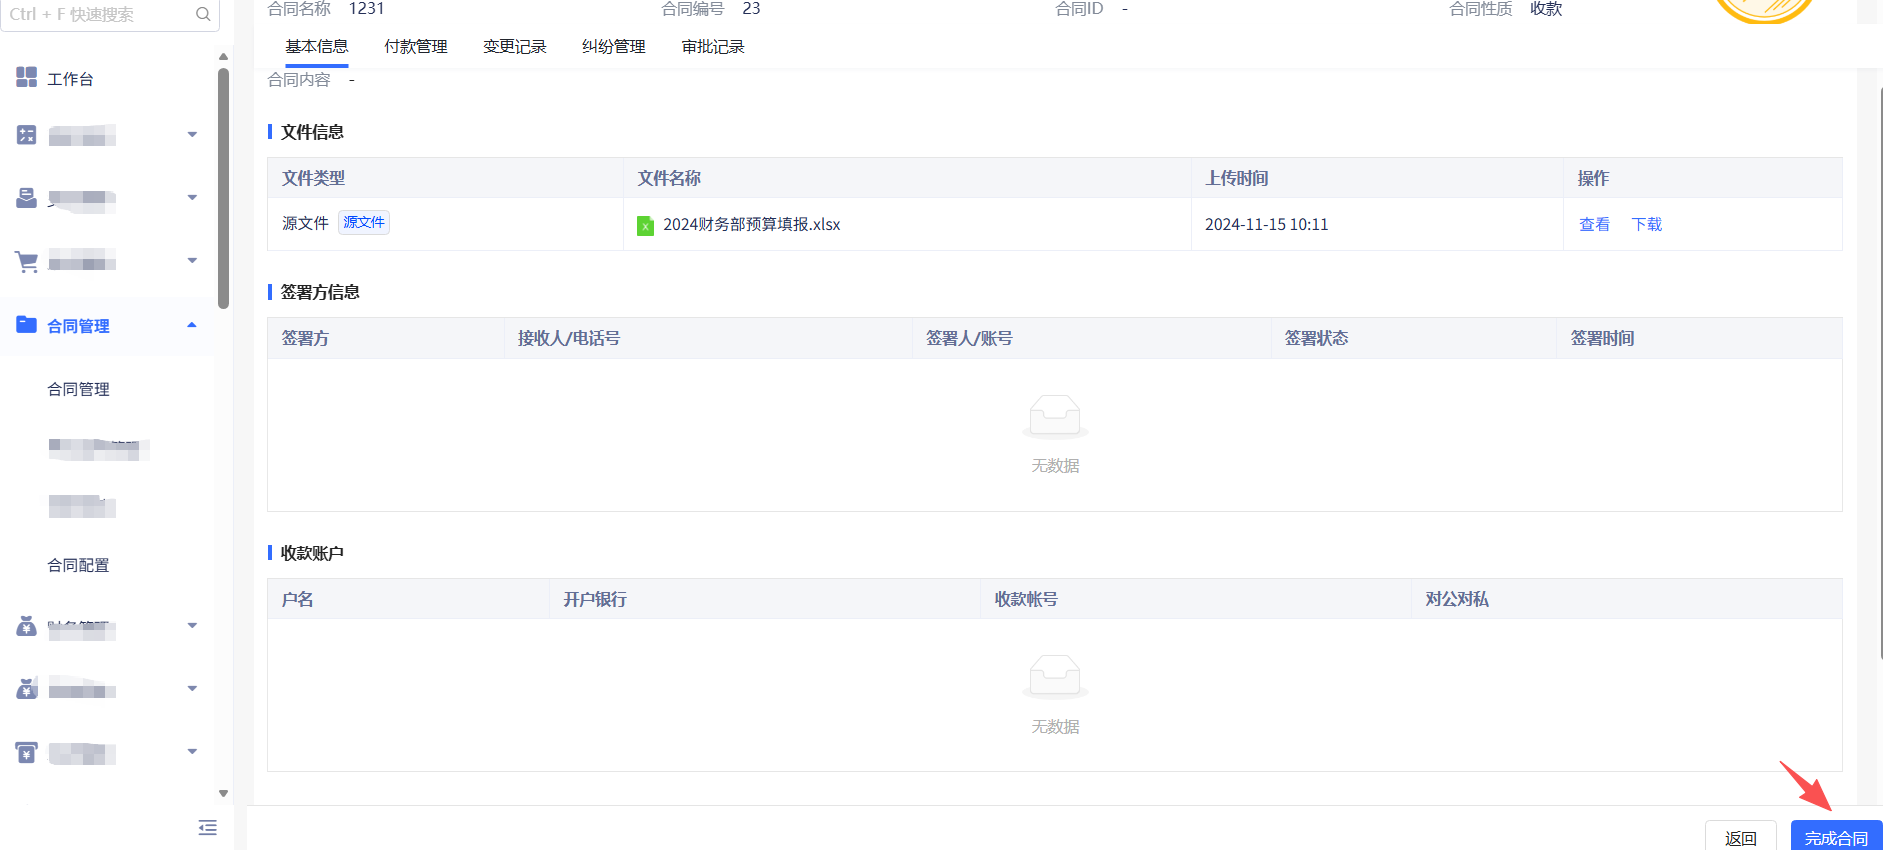 Ctrl + F 快速搜索
工作台
合同管理
合同管理
合同配置
合同名称 1231 合同编号 23 合同ID - 合同性质 收款
基本信息 付款管理 变更记录 纠纷管理 审批记录
合同内容 -
文件信息
文件类型 文件名称 上传时间 操作
源文件 源文件 2024财务部预算填报.xlsx 2024-11-15 10:11 查看 下载
签署方信息
签署方 接收人/电话号 签署人/账号 签署状态 签署时间
无数据
收款账户
户名 开户银行 收款帐号 对公对私
无数据
返回 完成合同